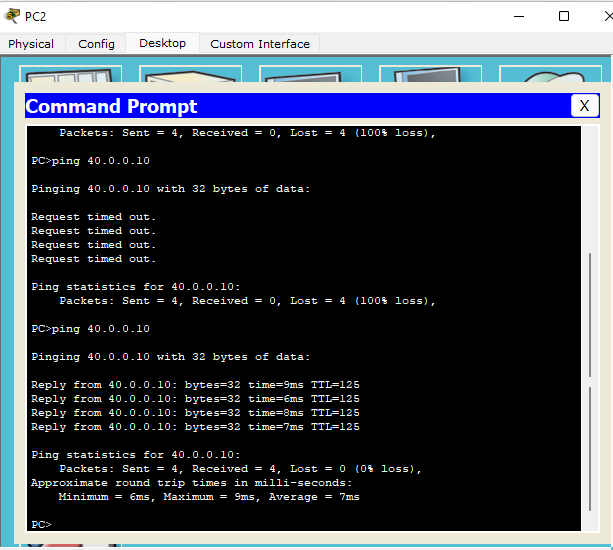 PC2
Physical Config Desktop Custom Interface
Command Prompt X
Packets: Sent = 4, Received = 0, Lost = 4 (100% loss),
PC>ping 40.0.0.10
Pinging 40.0.0.10 with 32 bytes of data:
Request timed out.
Request timed out.
Request timed out.
Request timed out.
Ping statistics for 40.0.0.10:
Packets: Sent = 4, Received = 0, Lost = 4 (100% loss),
PC>ping 40.0.0.10
Pinging 40.0.0.10 with 32 bytes of data:
Reply from 40.0.0.10: bytes=32 time=9ms TTL=125
Reply from 40.0.0.10: bytes=32 time=6ms TTL=125
Reply from 40.0.0.10: bytes=32 time=8ms TTL=125
Reply from 40.0.0.10: bytes=32 time=7ms TTL=125
Ping statistics for 40.0.0.10:
Packets: Sent = 4, Received = 4, Lost = 0 (0% loss),
Approximate round trip times in milli-seconds:
Minimum = 6ms, Maximum = 9ms, Average = 7ms
PC>